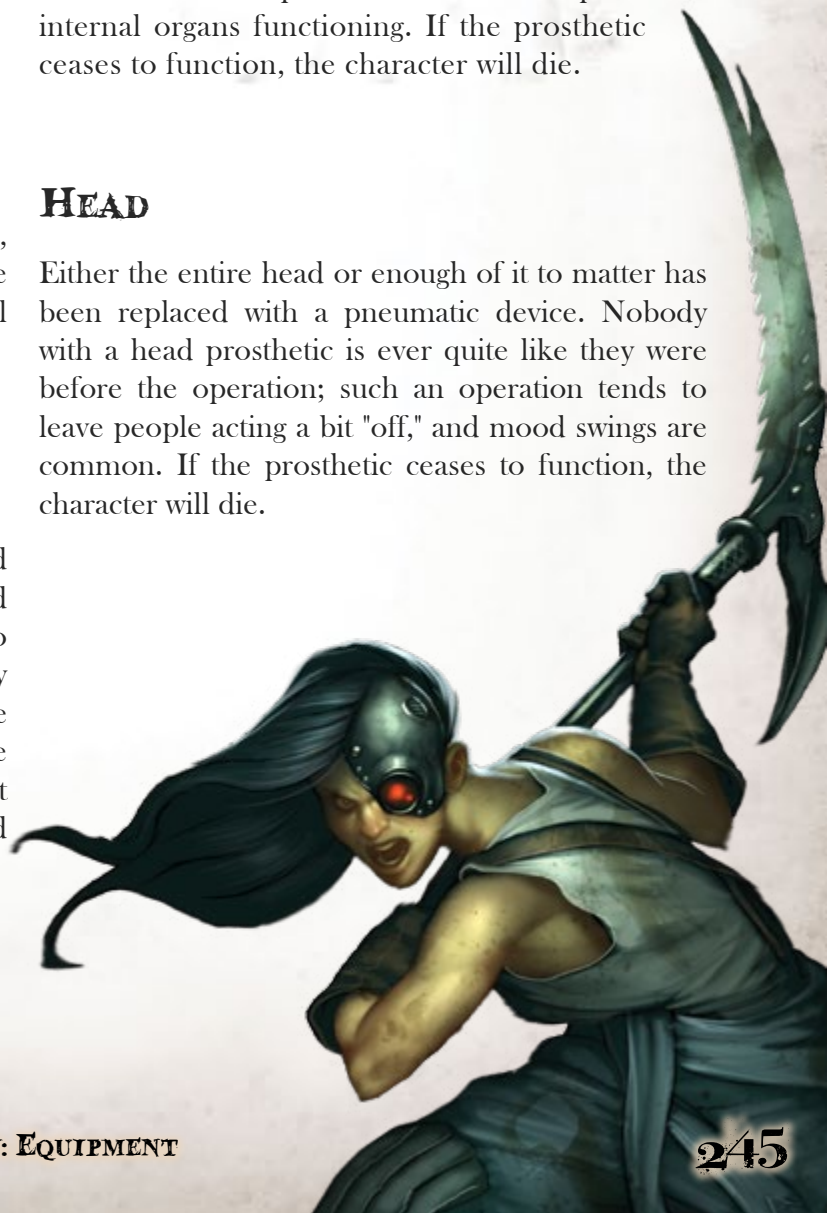 internal organs functioning. If the prosthetic
ceases to function, the character will die.
Head
Either the entire head or enough of it to matter has
been replaced with a pneumatic device. Nobody
with a head prosthetic is ever quite like they were
before the operation; such an operation tends to
leave people acting a bit "off," and mood swings are
common. If the prosthetic ceases to function, the
character will die.
: Equipment
245